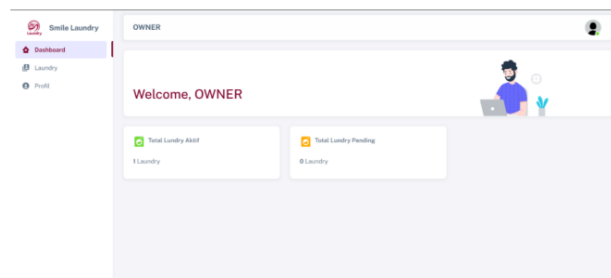 Laundry
Smile Laundry
OWNER
Dashboard
Laundry
Profil
Welcome, OWNER
Total Lundry Aktif
1 Laundry
Total Lundry Pending
0 Laundry